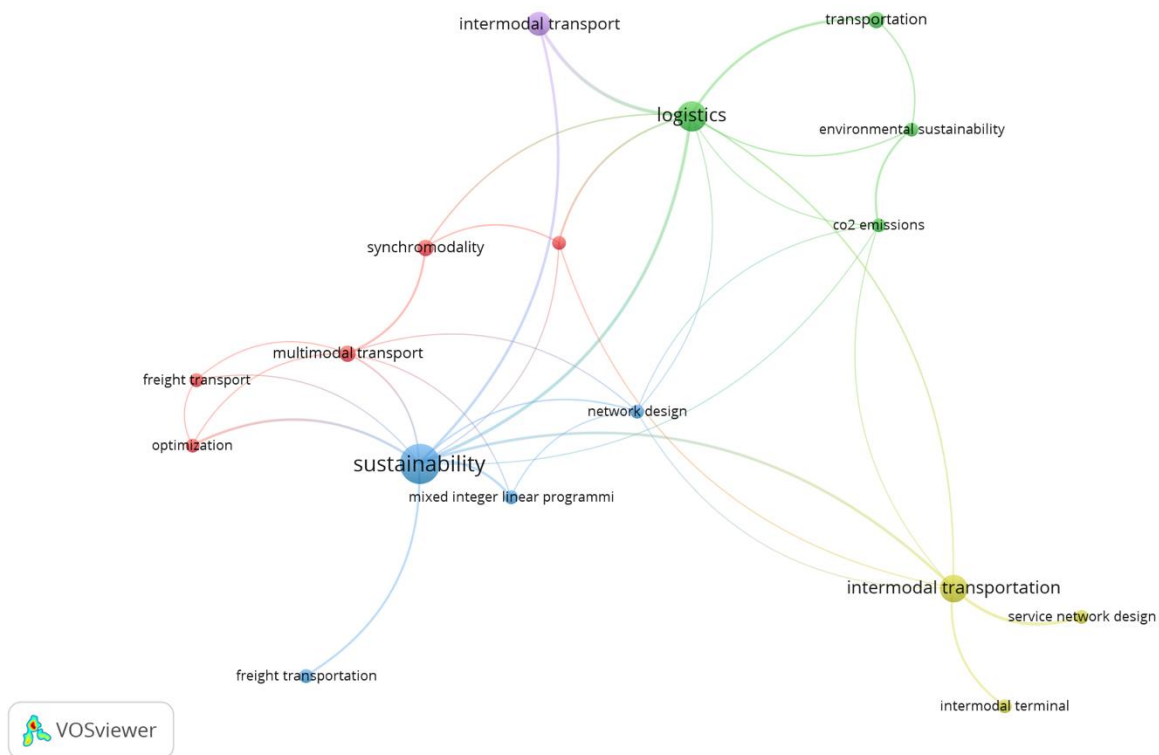 intermodal transport
transportation
logistics
environmental sustainability
co2 emissions
synchromodality
multimodal transport
freight transport
network design
optimization
sustainability
mixed integer linear programmi
intermodal transportation
service network design
freight transportation
intermodal terminal
VOSviewer